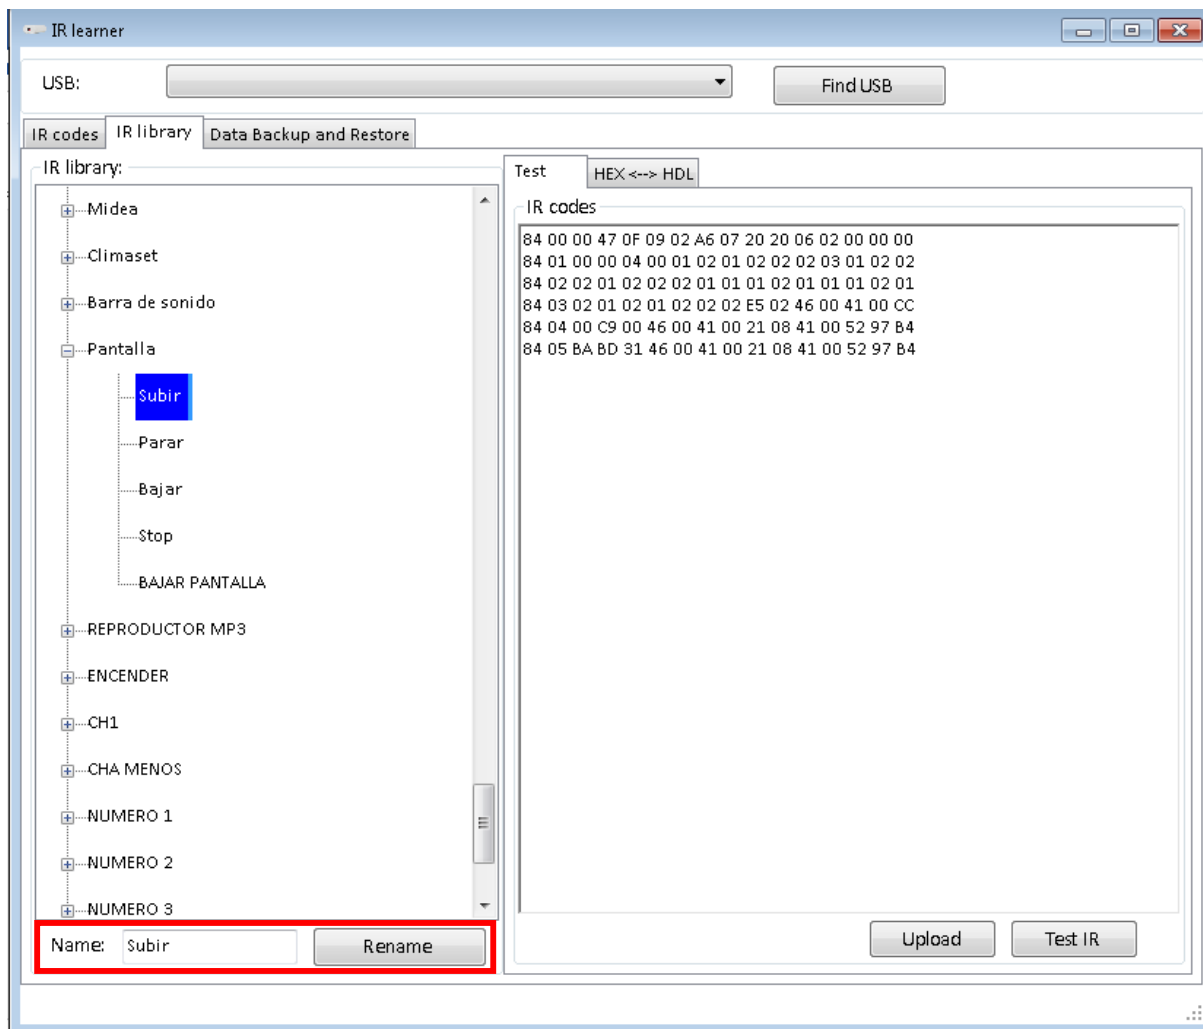 IR learner
USB:
Find USB
IR codes
IR library
Data Backup and Restore
IR library:
Midea
Climaset
Barra de sonido
Pantalla
Subir
Parar
Bajar
Stop
BAJAR PANTALLA
REPRODUCTOR MP3
ENCENDER
CH1
CHA MENOS
NUMERO 1
NUMERO 2
NUMERO 3
Name: Subir
Rename
Test
HEX <--> HDL
IR codes
84 00 00 47 0F 09 02 A6 07 20 20 06 02 00 00 00
84 01 00 00 04 00 01 02 01 02 02 02 03 01 02 02
84 02 02 01 02 02 02 01 01 01 02 01 01 01 02 01
84 03 02 01 02 01 02 02 02 E5 02 46 00 41 00 CC
84 04 00 C9 00 46 00 41 00 21 08 41 00 52 97 B4
84 05 BA BD 31 46 00 41 00 21 08 41 00 52 97 B4
Upload
Test IR